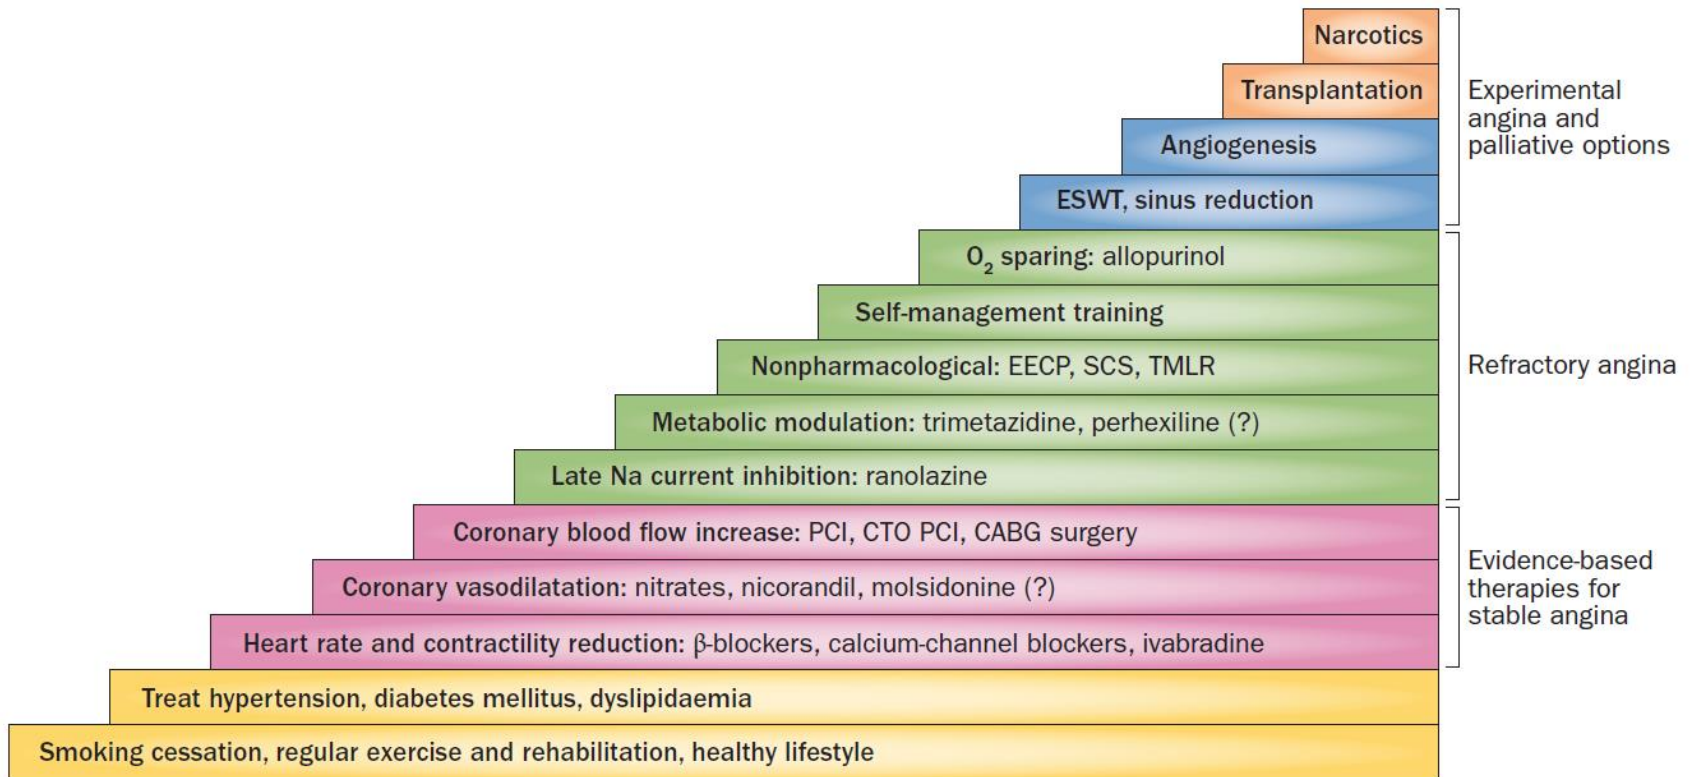 Narcotics
Transplantation
Angiogenesis
ESWT, sinus reduction
Experimental
angina and
palliative options
O₂ sparing: allopurinol
Self-management training
Nonpharmacological: EECP, SCS, TMLR
Metabolic modulation: trimetazidine, perhexiline (?)
Late Na current inhibition: ranolazine
Refractory angina
Coronary blood flow increase: PCI, CTO PCI, CABG surgery
Coronary vasodilatation: nitrates, nicorandil, molsidonine (?)
Heart rate and contractility reduction: β-blockers, calcium-channel blockers, ivabradine
Evidence-based
therapies for
stable angina
Treat hypertension, diabetes mellitus, dyslipidaemia
Smoking cessation, regular exercise and rehabilitation, healthy lifestyle